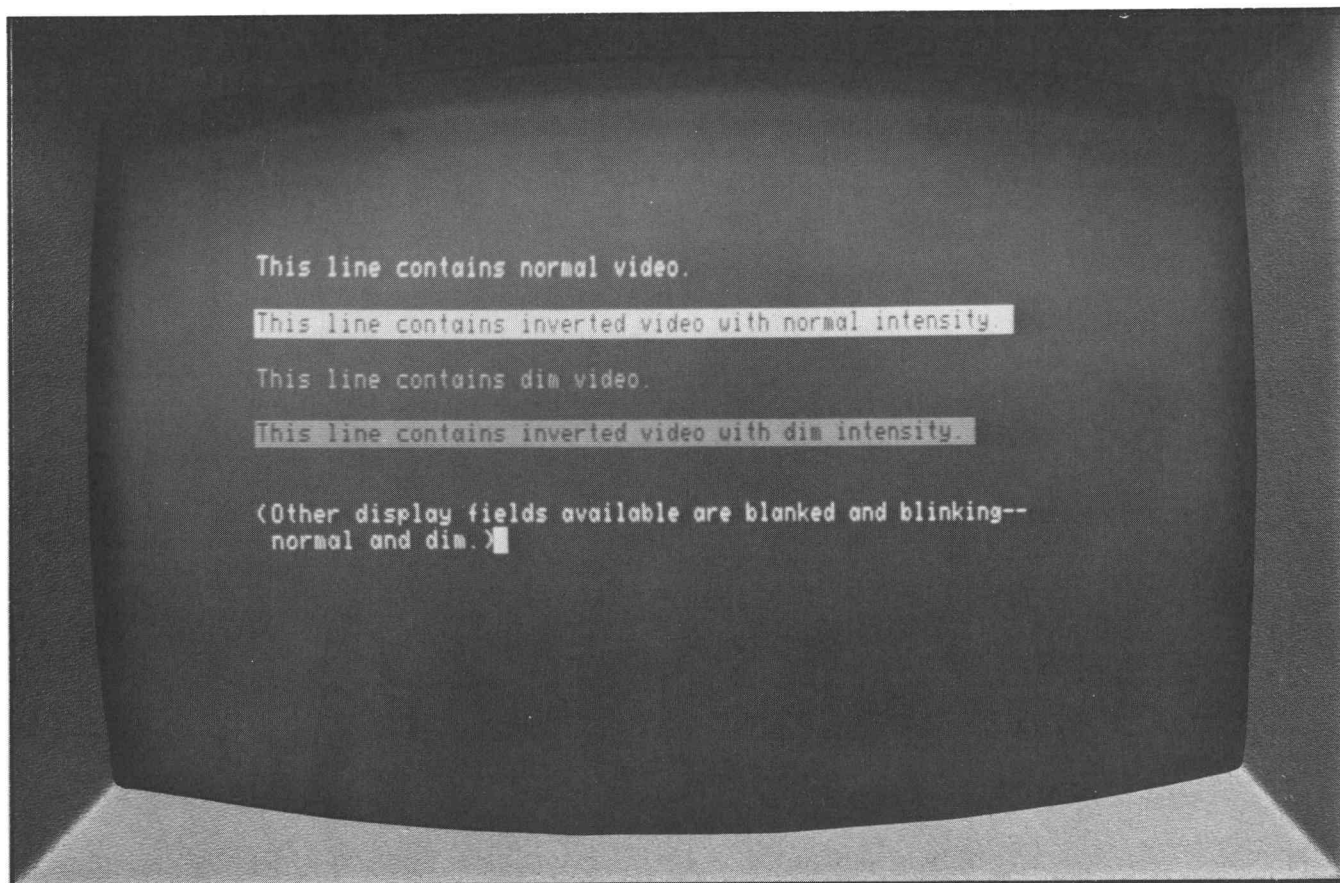 This line contains normal video.
This line contains inverted video with normal intensity.
This line contains dim video.
This line contains inverted video with dim intensity.
(Other display fields available are blanked and blinking--
normal and dim.)